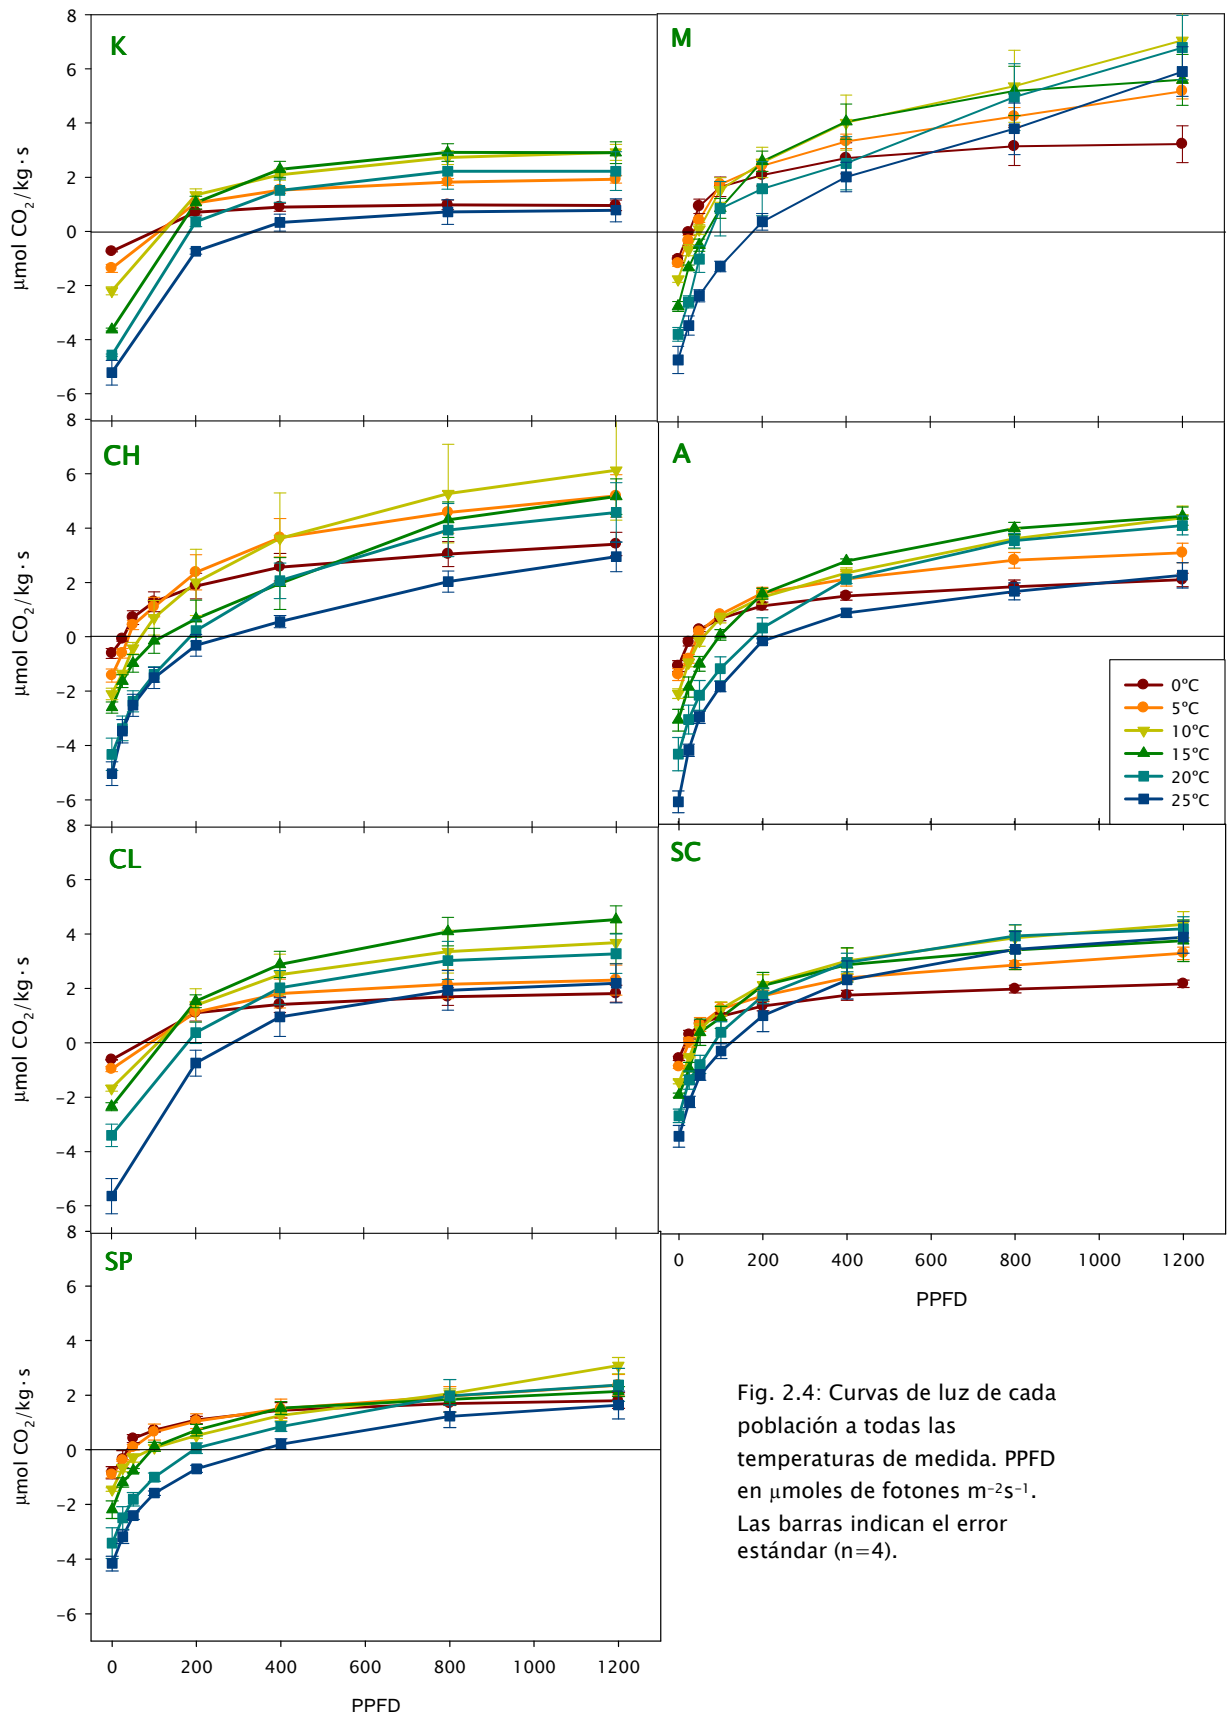 K
M
8
6
4
2
0
−2
−4
−6
μmol CO₂/kg·s
CH
A
8
6
4
2
0
−2
−4
−6
μmol CO₂/kg·s
0ºC
5ºC
10ºC
15ºC
20ºC
25ºC
CL
SC
8
6
4
2
0
−2
−4
−6
μmol CO₂/kg·s
0 200 400 600 800 1000 1200
PPFD
SP
8
6
4
2
0
−2
−4
−6
μmol CO₂/kg·s
0 200 400 600 800 1000 1200
PPFD
Fig. 2.4: Curvas de luz de cada
población a todas las
temperaturas de medida. PPFD
en μmoles de fotones m⁻²s⁻¹.
Las barras indican el error
estándar (n=4).